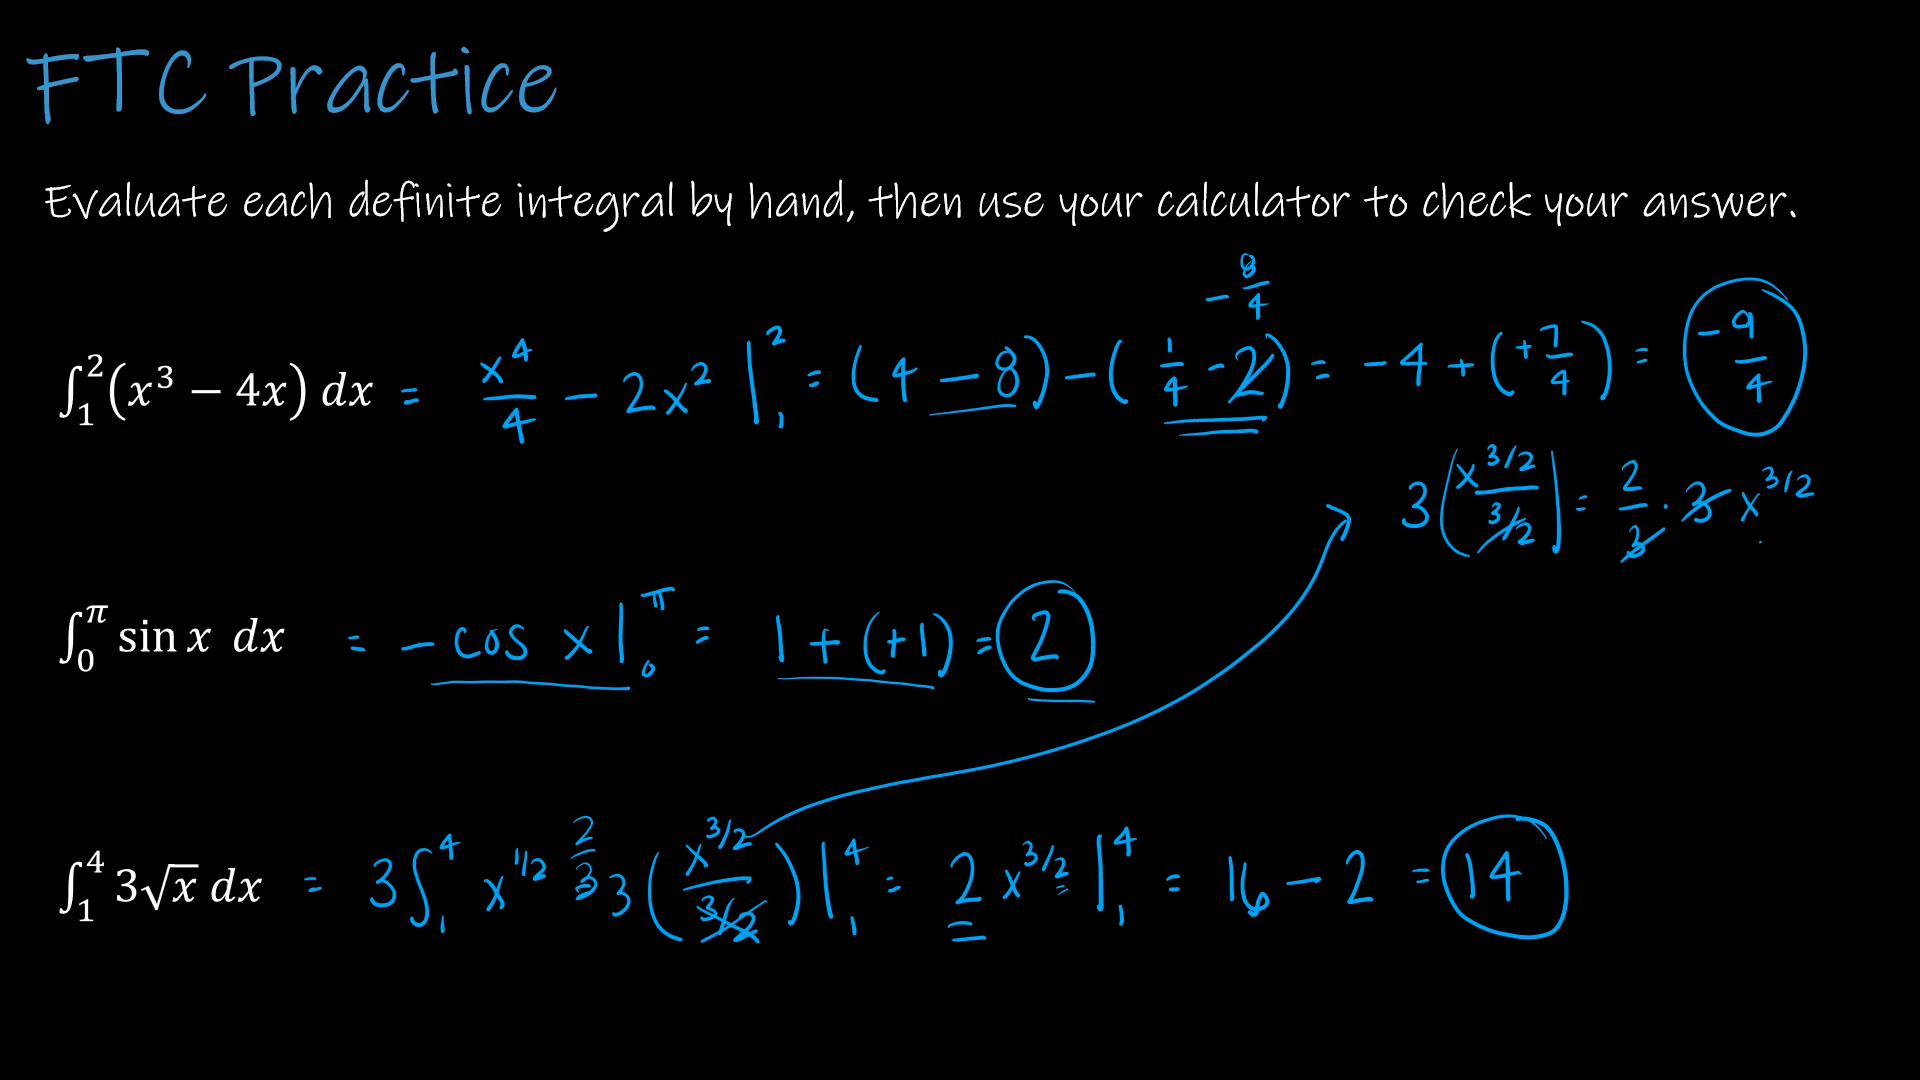 FTC Practice
Evaluate each definite integral by hand, then use your calculator to check your answer.
- 8/4
∫₁²(x³ − 4x) dx = x⁴/4 − 2x² |₁² = (4 − 8) − (1/4 - 2) = −4 + (+7/4) = −9/4
3(x^3/2 / 3/2) = 2/3 · 3 x^3/2
∫₀^π sin x dx = −cos x |₀^π = 1 + (+1) = 2
∫₁⁴ 3√x dx = 3∫₁⁴ x^1/2 2/3 3(x^3/2 / 3/2)|₁⁴ = 2x^3/2 |₁⁴ = 16 − 2 = 14